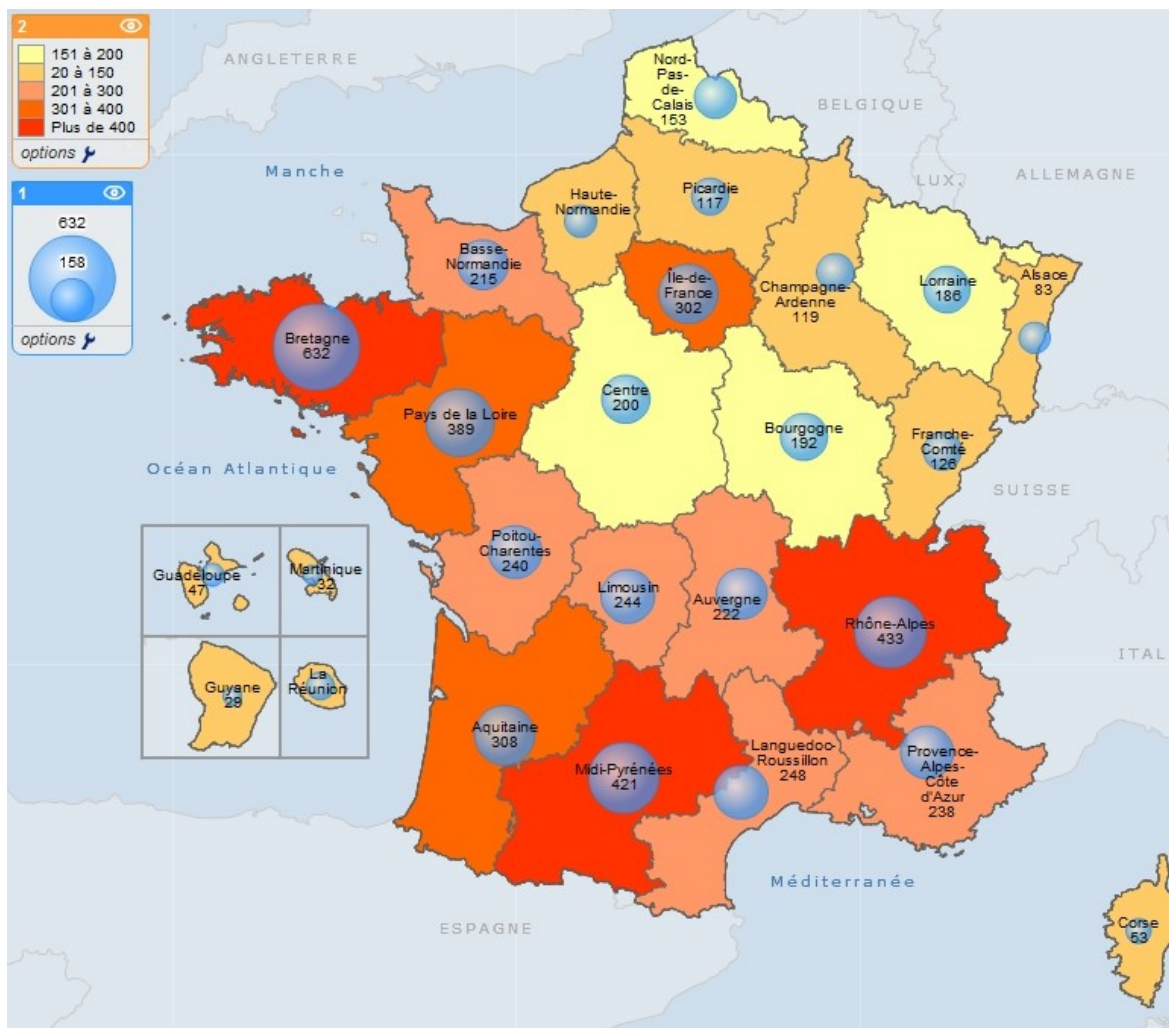 2
151 à 200
20 à 150
201 à 300
301 à 400
Plus de 400
options
1
632
158
options
ANGLETERRE
BELGIQUE
LUX.
ALLEMAGNE
Manche
Nord-
Pas-
de-
Calais
153
Haute-
Normandie
Picardie
117
Basse-
Normandie
215
Île-de-
France
302
Champagne-
Ardenne
119
Lorraine
186
Alsace
83
Bretagne
632
Pays de la Loire
389
Centre
200
Bourgogne
192
Franche-
Comté
126
Océan Atlantique
SUISSE
Poitou-
Charentes
240
Limousin
244
Auvergne
222
Rhône-Alpes
433
Guadeloupe
47
Martinique
32
Guyane
29
La
Réunion
ITAL
Aquitaine
308
Midi-Pyrénées
421
Languedoc-
Roussillon
248
Provence-
Alpes-
Côte
d'Azur
238
Méditerranée
ESPAGNE
Corse
53